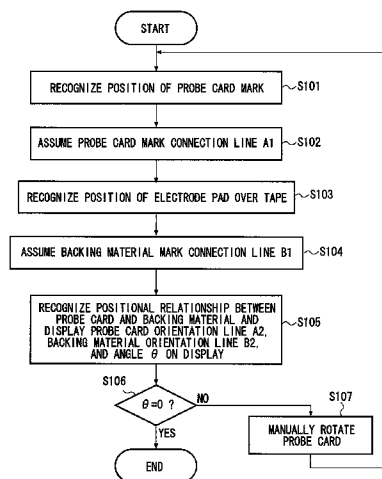 START
RECOGNIZE POSITION OF PROBE CARD MARK
S101
ASSUME PROBE CARD MARK CONNECTION LINE A1
S102
RECOGNIZE POSITION OF ELECTRODE PAD OVER TAPE
S103
ASSUME BACKING MATERIAL MARK CONNECTION LINE B1
S104
RECOGNIZE POSITIONAL RELATIONSHIP BETWEEN
PROBE CARD AND BACKING MATERIAL AND
DISPLAY PROBE CARD ORIENTATION LINE A2,
BACKING MATERIAL ORIENTATION LINE B2,
AND ANGLE θ ON DISPLAY
S105
S106
θ=0 ?
NO
YES
S107
MANUALLY ROTATE
PROBE CARD
END